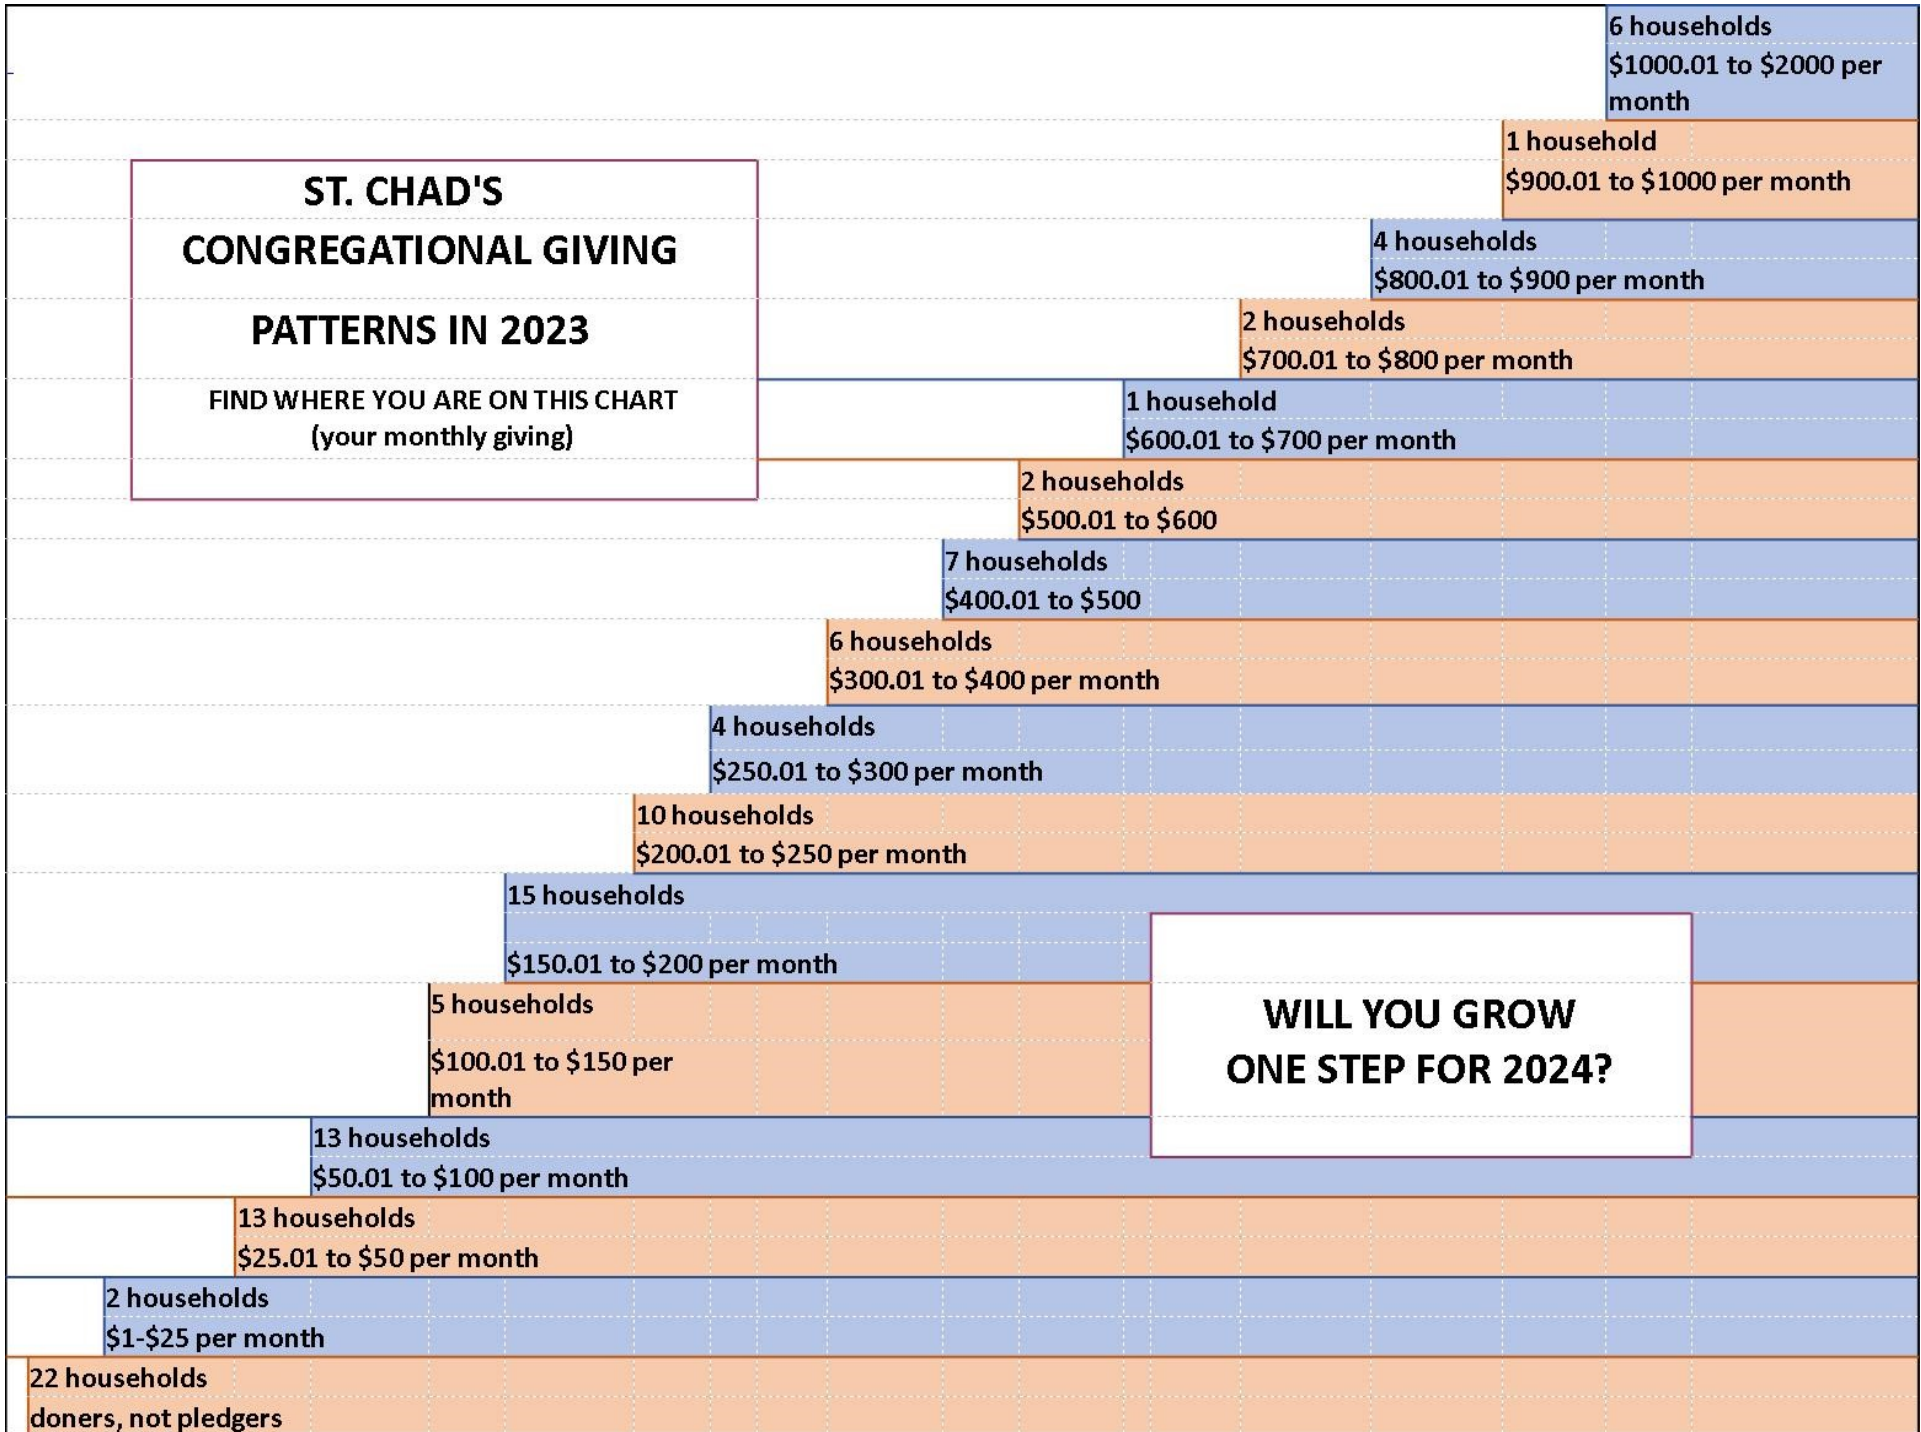 6 households
$1000.01 to $2000 per
month
1 household
$900.01 to $1000 per month
ST. CHAD'S
CONGREGATIONAL GIVING
PATTERNS IN 2023
FIND WHERE YOU ARE ON THIS CHART
(your monthly giving)
4 households
$800.01 to $900 per month
2 households
$700.01 to $800 per month
1 household
$600.01 to $700 per month
2 households
$500.01 to $600
7 households
$400.01 to $500
6 households
$300.01 to $400 per month
4 households
$250.01 to $300 per month
10 households
$200.01 to $250 per month
15 households
$150.01 to $200 per month
5 households
$100.01 to $150 per
month
WILL YOU GROW
ONE STEP FOR 2024?
13 households
$50.01 to $100 per month
13 households
$25.01 to $50 per month
2 households
$1-$25 per month
22 households
doners, not pledgers